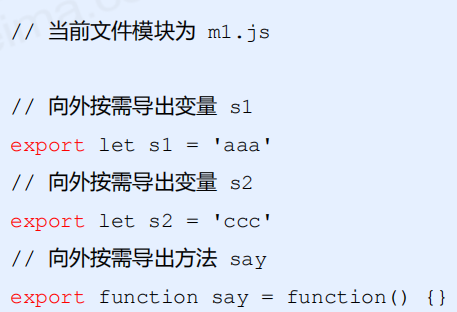 // 当前文件模块为 m1.js
// 向外按需导出变量 s1
export let s1 = 'aaa'
// 向外按需导出变量 s2
export let s2 = 'ccc'
// 向外按需导出方法 say
export function say = function() {}